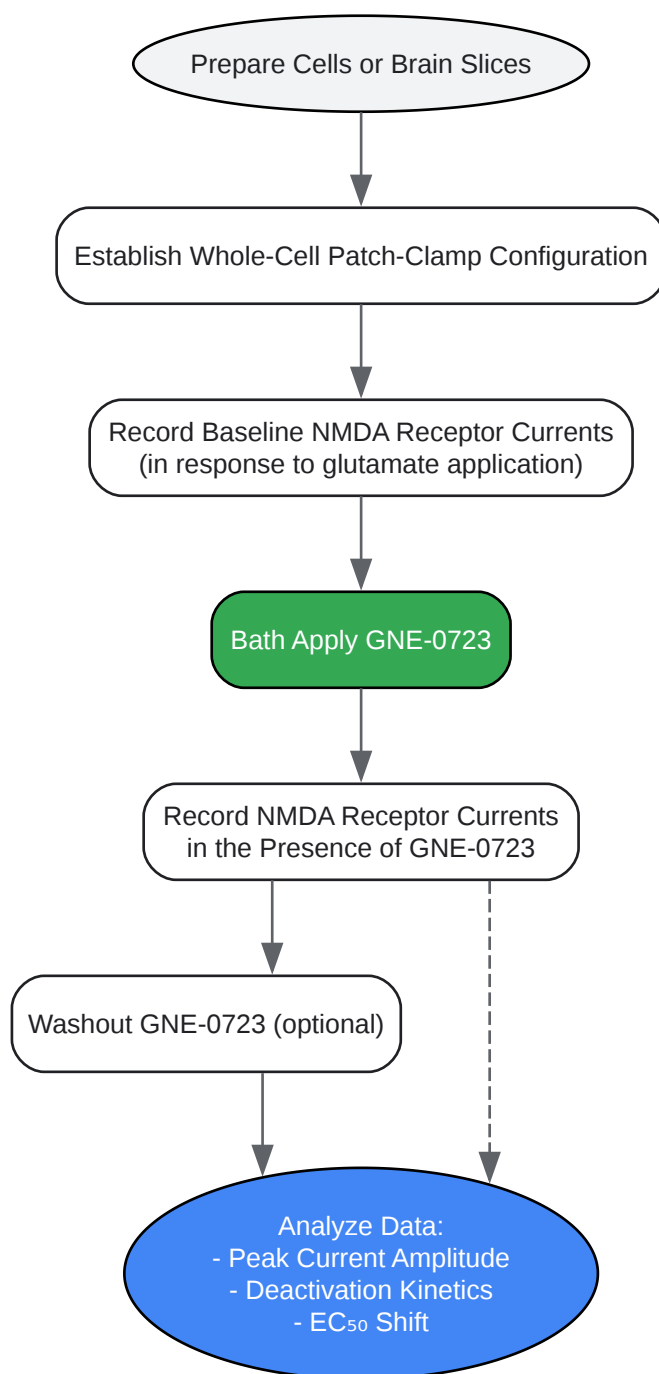 Prepare Cells or Brain Slices
Establish Whole-Cell Patch-Clamp Configuration
Record Baseline NMDA Receptor Currents
(in response to glutamate application)
Bath Apply GNE-0723
Record NMDA Receptor Currents
in the Presence of GNE-0723
Washout GNE-0723 (optional)
Analyze Data:
- Peak Current Amplitude
- Deactivation Kinetics
- EC₅₀ Shift